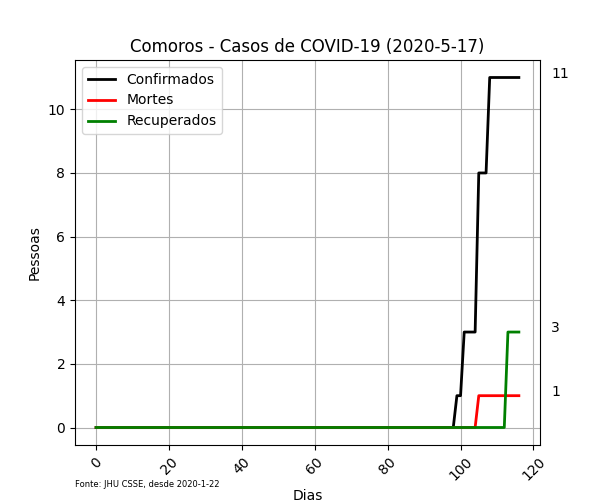 Comoros - Casos de COVID-19 (2020-5-17)
Confirmados
Mortes
Recuperados
11
3
1
Pessoas
10
8
6
4
2
0
0 20 40 60 80 100 120
Dias
Fonte: JHU CSSE, desde 2020-1-22